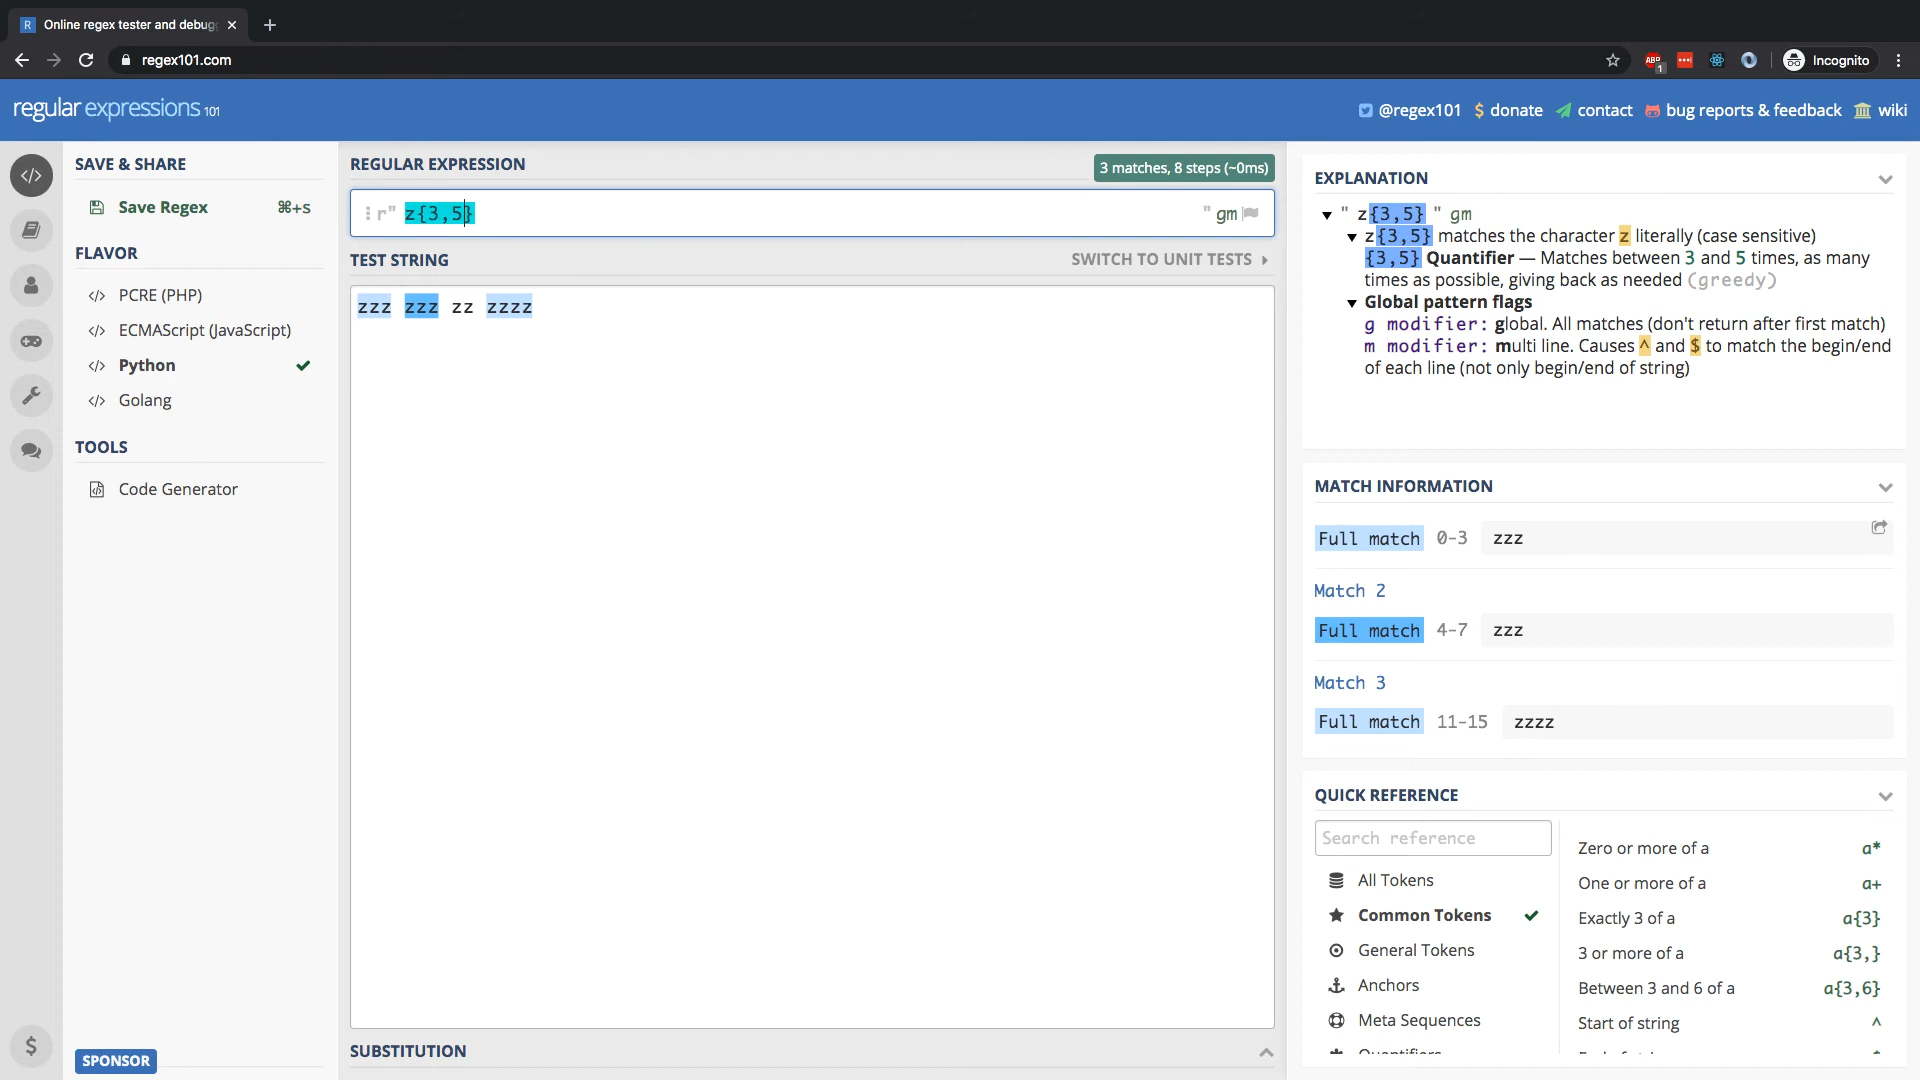 R Online regex tester and debug
regex101.com
ABP 1
Incognito
regular expressions 101
@regex101 $ donate contact bug reports & feedback wiki
SAVE & SHARE
Save Regex ⌘+s
FLAVOR
</> PCRE (PHP)
</> ECMAScript (JavaScript)
</> Python
</> Golang
TOOLS
Code Generator
$
SPONSOR
REGULAR EXPRESSION
3 matches, 8 steps (~0ms)
r" z{3,5} " gm
TEST STRING
SWITCH TO UNIT TESTS
zzz zzz zz zzzz
SUBSTITUTION
EXPLANATION
" z{3,5} " gm
z{3,5} matches the character z literally (case sensitive)
{3,5} Quantifier — Matches between 3 and 5 times, as many
times as possible, giving back as needed (greedy)
Global pattern flags
g modifier: global. All matches (don't return after first match)
m modifier: multi line. Causes ^ and $ to match the begin/end
of each line (not only begin/end of string)
MATCH INFORMATION
Full match 0-3 zzz
Match 2
Full match 4-7 zzz
Match 3
Full match 11-15 zzzz
QUICK REFERENCE
Search reference
All Tokens
Common Tokens
General Tokens
Anchors
Meta Sequences
Quantifiers
Zero or more of a a*
One or more of a a+
Exactly 3 of a a{3}
3 or more of a a{3,}
Between 3 and 6 of a a{3,6}
Start of string ^